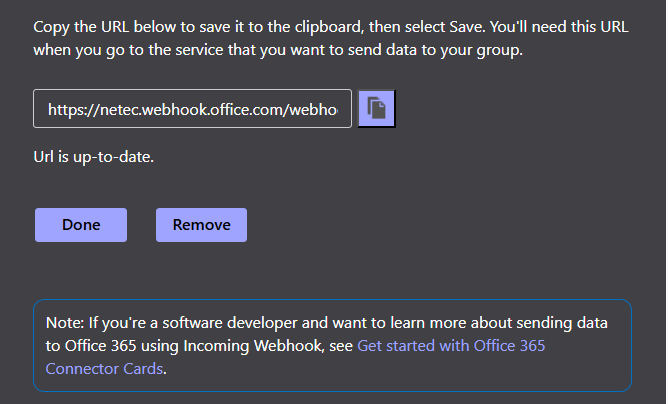 Copy the URL below to save it to the clipboard, then select Save. You'll need this URL
when you go to the service that you want to send data to your group.
https://netec.webhook.office.com/webho
Url is up-to-date.
Done Remove
Note: If you're a software developer and want to learn more about sending data
to Office 365 using Incoming Webhook, see Get started with Office 365
Connector Cards.